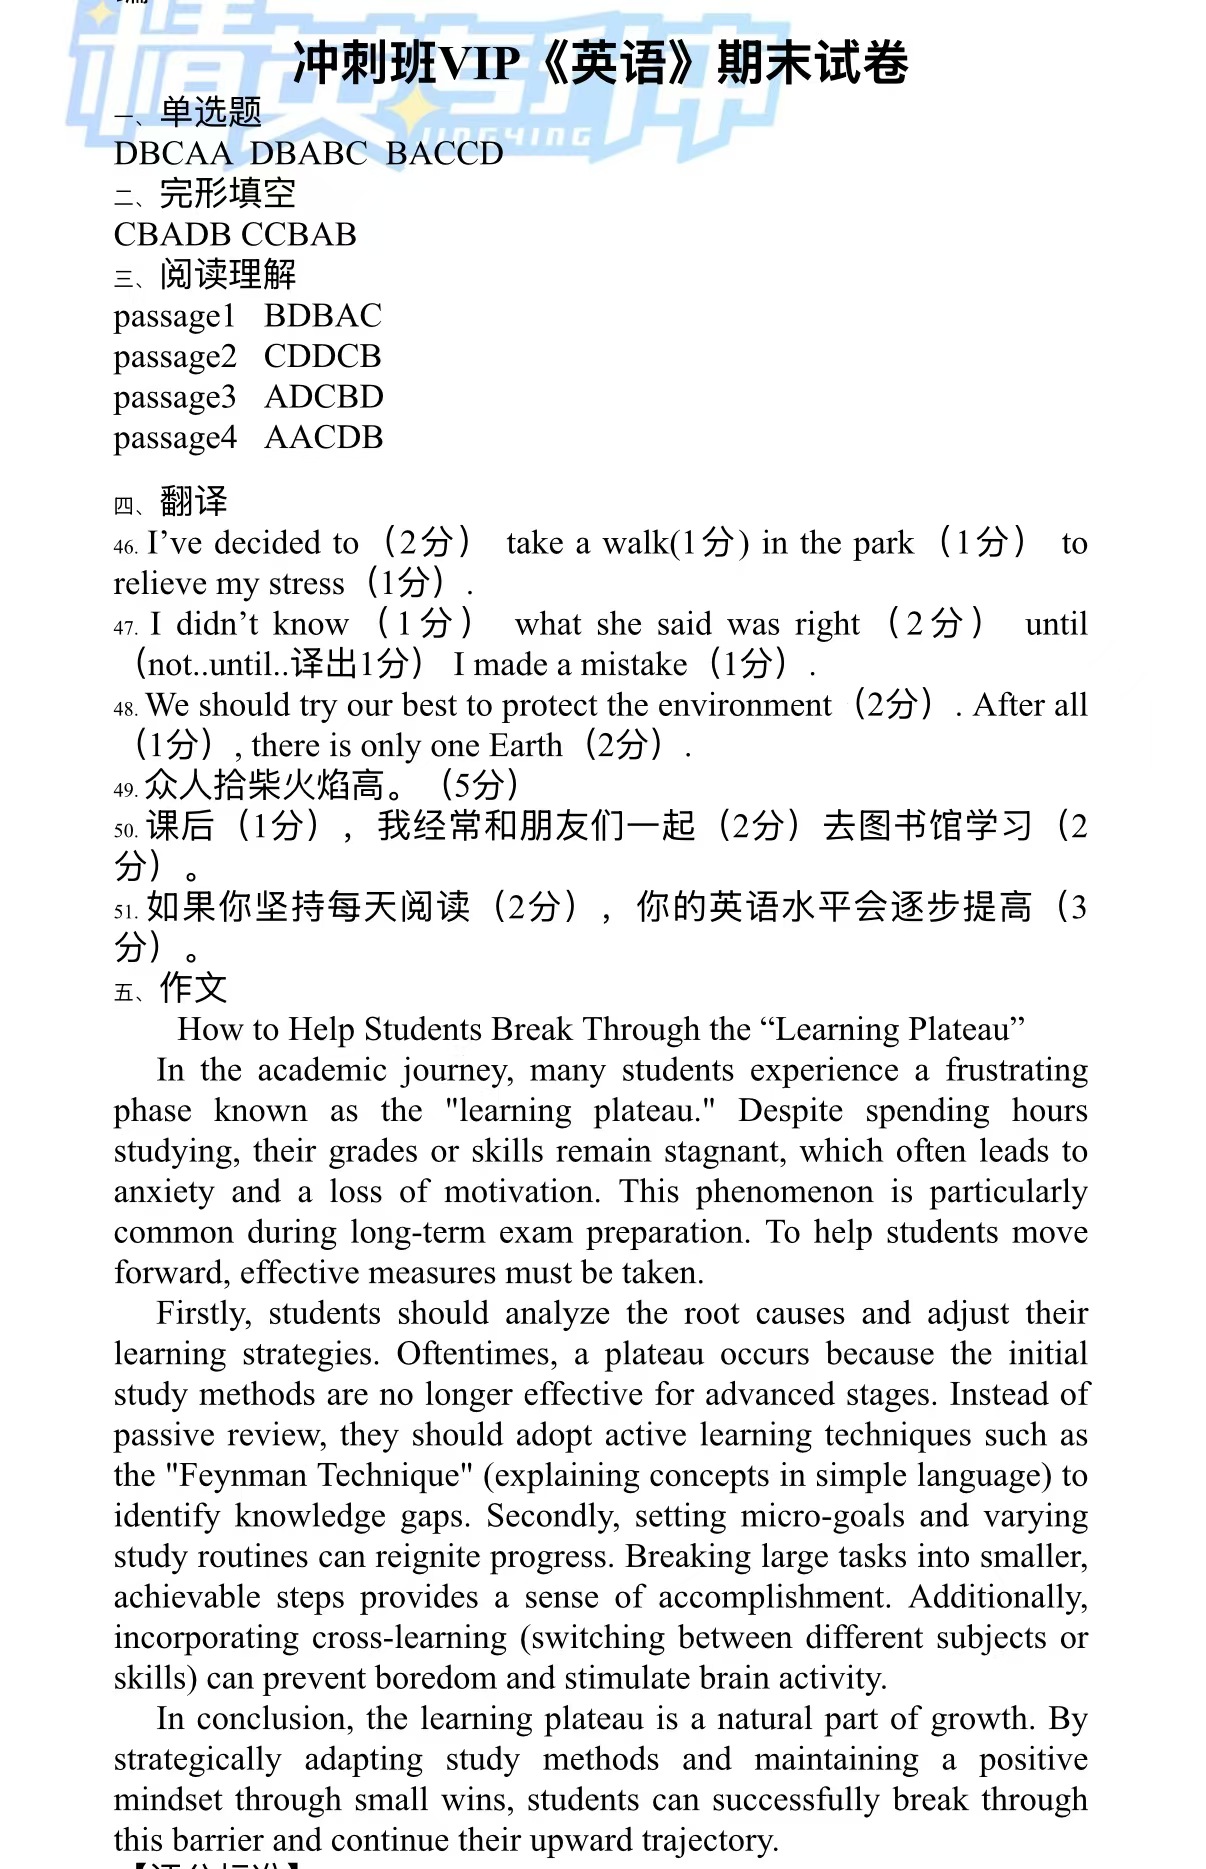 精英专升本
JINGYING
冲刺班VIP《英语》期末试卷
一、单选题
DBCAA DBABC BACCD
二、完形填空
CBADB CCBAB
三、阅读理解
passage1 BDBAC
passage2 CDDCB
passage3 ADCBD
passage4 AACDB
四、翻译
46. I’ve decided to（2分） take a walk(1分) in the park（1分） to
relieve my stress（1分）.
47. I didn’t know（1分） what she said was right（2分） until
（not..until..译出1分） I made a mistake（1分）.
48. We should try our best to protect the environment（2分）. After all
（1分）, there is only one Earth（2分）.
49. 众人拾柴火焰高。（5分）
50. 课后（1分），我经常和朋友们一起（2分）去图书馆学习（2
分）。
51. 如果你坚持每天阅读（2分），你的英语水平会逐步提高（3
分）。
五、作文
How to Help Students Break Through the “Learning Plateau”
In the academic journey, many students experience a frustrating
phase known as the "learning plateau." Despite spending hours
studying, their grades or skills remain stagnant, which often leads to
anxiety and a loss of motivation. This phenomenon is particularly
common during long-term exam preparation. To help students move
forward, effective measures must be taken.
Firstly, students should analyze the root causes and adjust their
learning strategies. Oftentimes, a plateau occurs because the initial
study methods are no longer effective for advanced stages. Instead of
passive review, they should adopt active learning techniques such as
the "Feynman Technique" (explaining concepts in simple language) to
identify knowledge gaps. Secondly, setting micro-goals and varying
study routines can reignite progress. Breaking large tasks into smaller,
achievable steps provides a sense of accomplishment. Additionally,
incorporating cross-learning (switching between different subjects or
skills) can prevent boredom and stimulate brain activity.
In conclusion, the learning plateau is a natural part of growth. By
strategically adapting study methods and maintaining a positive
mindset through small wins, students can successfully break through
this barrier and continue their upward trajectory.